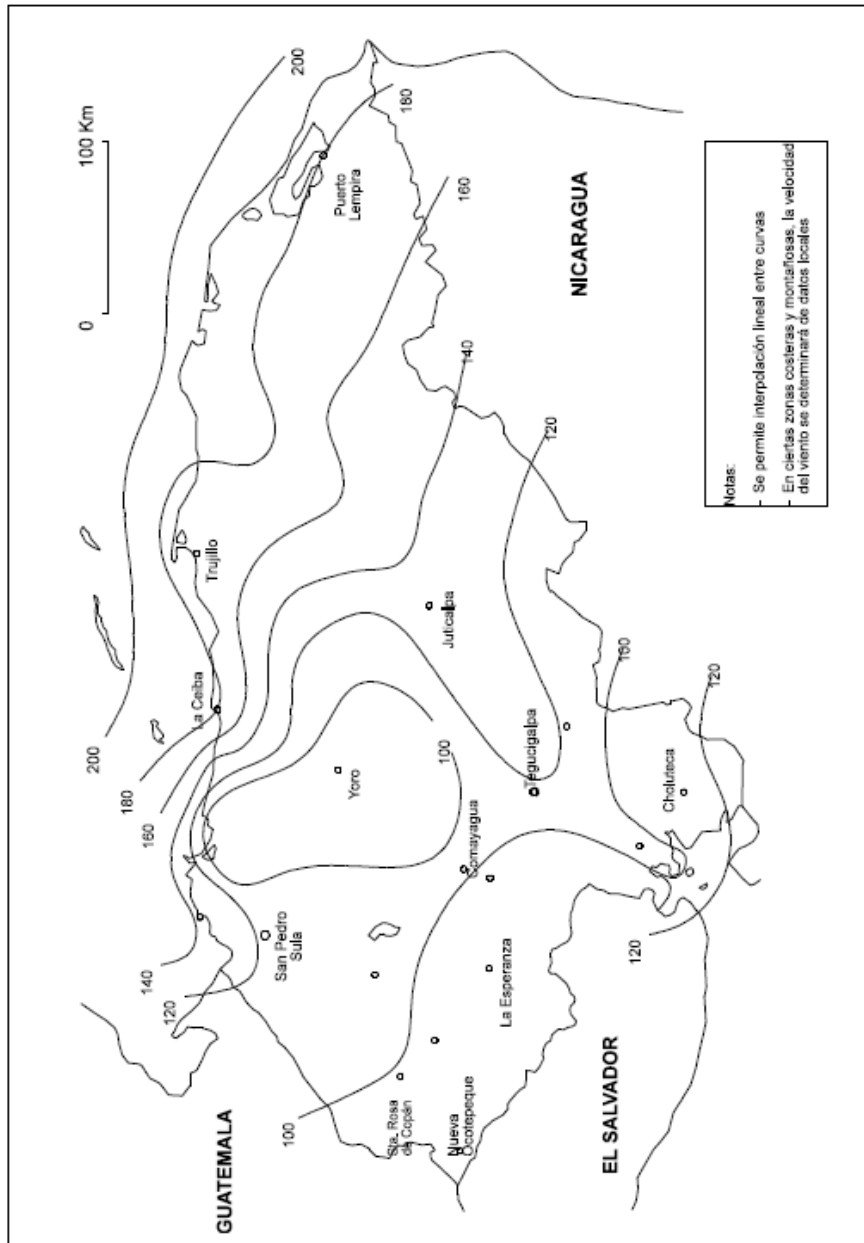 GUATEMALA
EL SALVADOR
NICARAGUA
0
100 Km
200
180
160
140
120
200
180
160
140
120
100
100
100
120
120
Puerto
Lempira
Trujillo
La Ceiba
Juticalpa
Yoro
San Pedro
Sula
Tegucigalpa
Comayagua
La Esperanza
Choluteca
Sta. Rosa
de Copán
Nueva
Ocotepeque
Notas:
- Se permite interpolación lineal entre curvas
- En ciertas zonas costeras y montañosas, la velocidad
del viento se determinará de datos locales